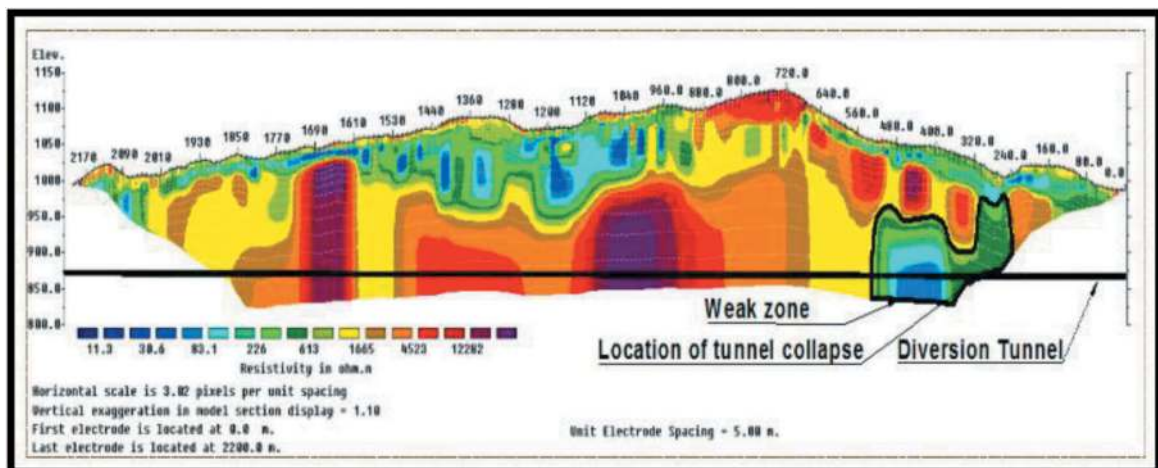 Elev.
1150
1100
1050
1000
950.0
900.0
850.0
800.0
2170 2090 2010 1930 1850 1770 1690 1610 1530 1440 1360 1280 1200 1120 1040 960.0 880.0 800.0 720.0 640.0 560.0 480.0 400.0 320.0 240.0 160.0 80.0 0.0
Weak zone
Location of tunnel collapse
Diversion Tunnel
11.3 30.6 83.1 226 613 1665 4523 12282
Resistivity in ohm.m
Horizontal scale is 3.02 pixels per unit spacing
Vertical exaggeration in model section display = 1.10
First electrode is located at 0.0 m.
Last electrode is located at 2200.0 m.
Unit Electrode Spacing = 5.00 m.